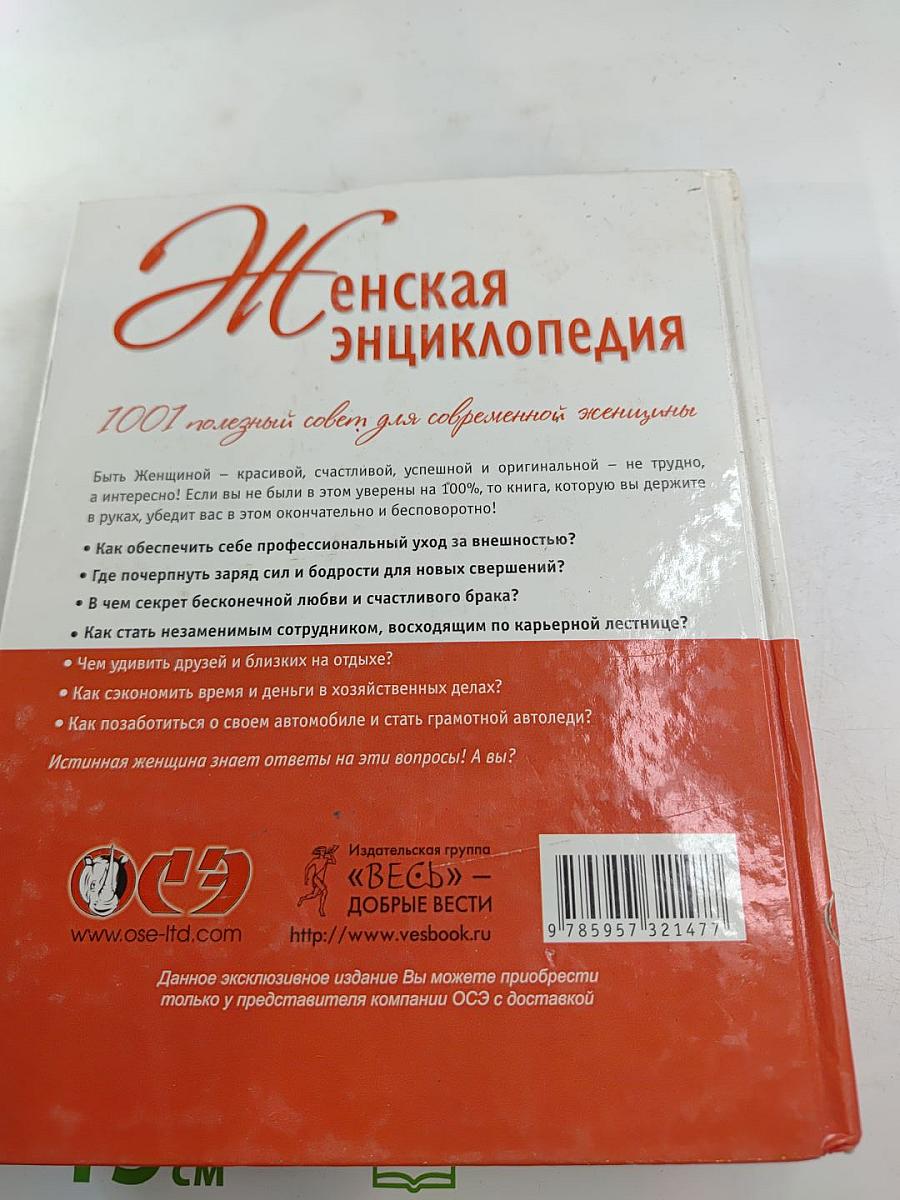 Женская
энциклопедия
1001 полезный совет для современной женщины
Быть Женщиной – красивой, счастливой, успешной и оригинальной – не трудно,
а интересно! Если вы не были в этом уверены на 100%, то книга, которую вы держите
в руках, убедит вас в этом окончательно и бесповоротно!
• Как обеспечить себе профессиональный уход за внешностью?
• Где почерпнуть заряд сил и бодрости для новых свершений?
• В чем секрет бесконечной любви и счастливого брака?
• Как стать незаменимым сотрудником, восходящим по карьерной лестнице?
• Чем удивить друзей и близких на отдыхе?
• Как сэкономить время и деньги в хозяйственных делах?
• Как позаботиться о своем автомобиле и стать грамотной автоледи?
Истинная женщина знает ответы на эти вопросы! А вы?
ОСЭ
www.ose-ltd.com
Издательская группа
«ВЕСЬ» –
ДОБРЫЕ ВЕСТИ
http://www.vesbook.ru
9 785957 321477
Данное эксклюзивное издание Вы можете приобрести
только у представителя компании ОСЭ с доставкой
см